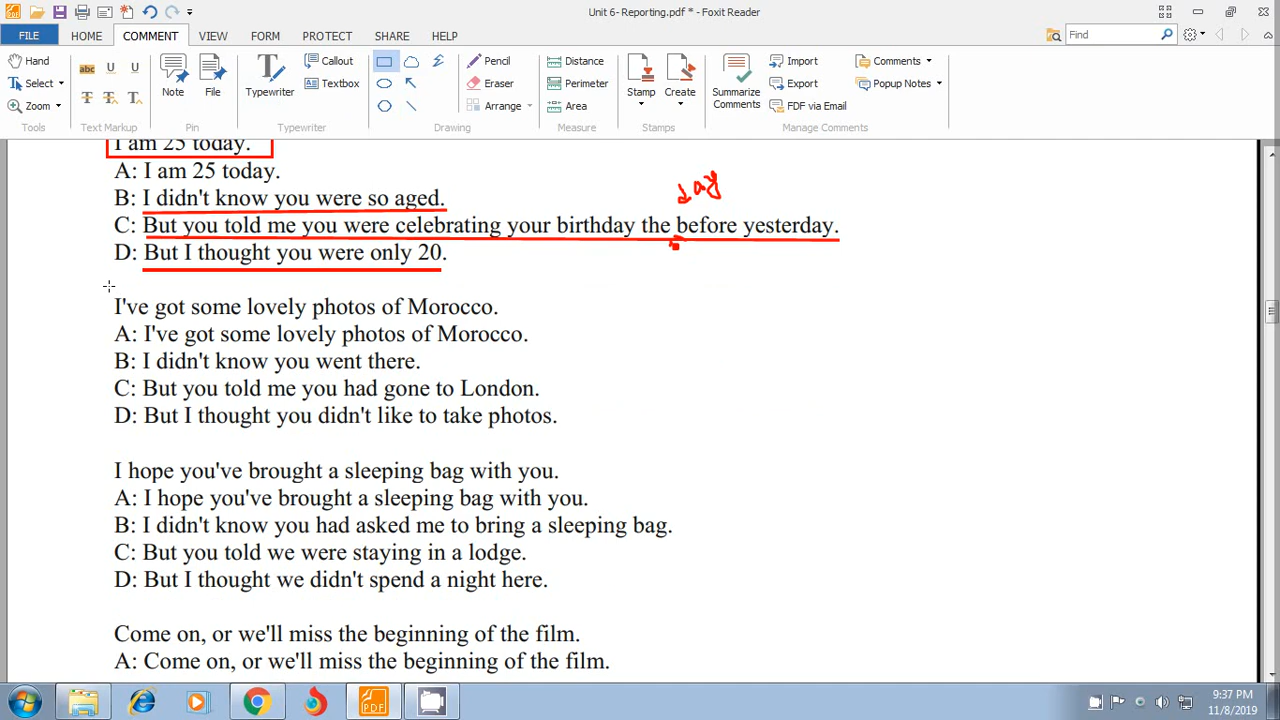 Unit 6- Reporting.pdf * - Foxit Reader
FILE HOME COMMENT VIEW FORM PROTECT SHARE HELP
Find
Hand
Select
Zoom
Tools
abc U U
T T T
Text Markup
Note
File
Pin
Typewriter
Callout
Textbox
Typewriter
Pencil
Eraser
Arrange
Drawing
Distance
Perimeter
Area
Measure
Stamp
Create
Stamps
Summarize
Comments
Import
Export
FDF via Email
Comments
Popup Notes
Manage Comments
I am 25 today.
A: I am 25 today.
day
B: I didn't know you were so aged.
C: But you told me you were celebrating your birthday the before yesterday.
D: But I thought you were only 20.
I've got some lovely photos of Morocco.
A: I've got some lovely photos of Morocco.
B: I didn't know you went there.
C: But you told me you had gone to London.
D: But I thought you didn't like to take photos.
I hope you've brought a sleeping bag with you.
A: I hope you've brought a sleeping bag with you.
B: I didn't know you had asked me to bring a sleeping bag.
C: But you told we were staying in a lodge.
D: But I thought we didn't spend a night here.
Come on, or we'll miss the beginning of the film.
A: Come on, or we'll miss the beginning of the film.
PDF
9:37 PM
11/8/2019